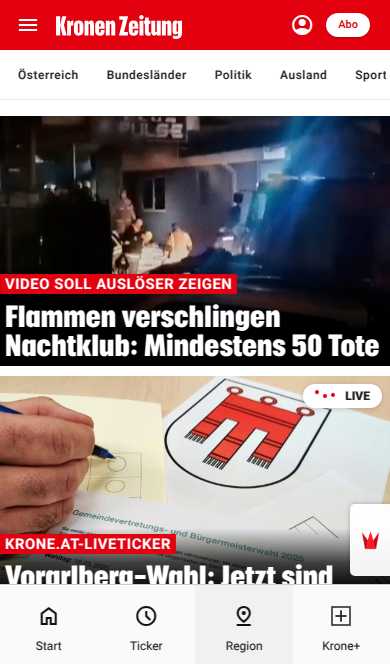 Kronen Zeitung
Abo
Österreich Bundesländer Politik Ausland Sport
PULSE
VIDEO SOLL AUSLÖSER ZEIGEN
Flammen verschlingen
Nachtklub: Mindestens 50 Tote
LIVE
Gemeindevertretungs- und Bürgermeisterwahl 2025
KRONE.AT-LIVETICKER
Vorarlberg-Wahl: Jetzt sind
Start Ticker Region Krone+